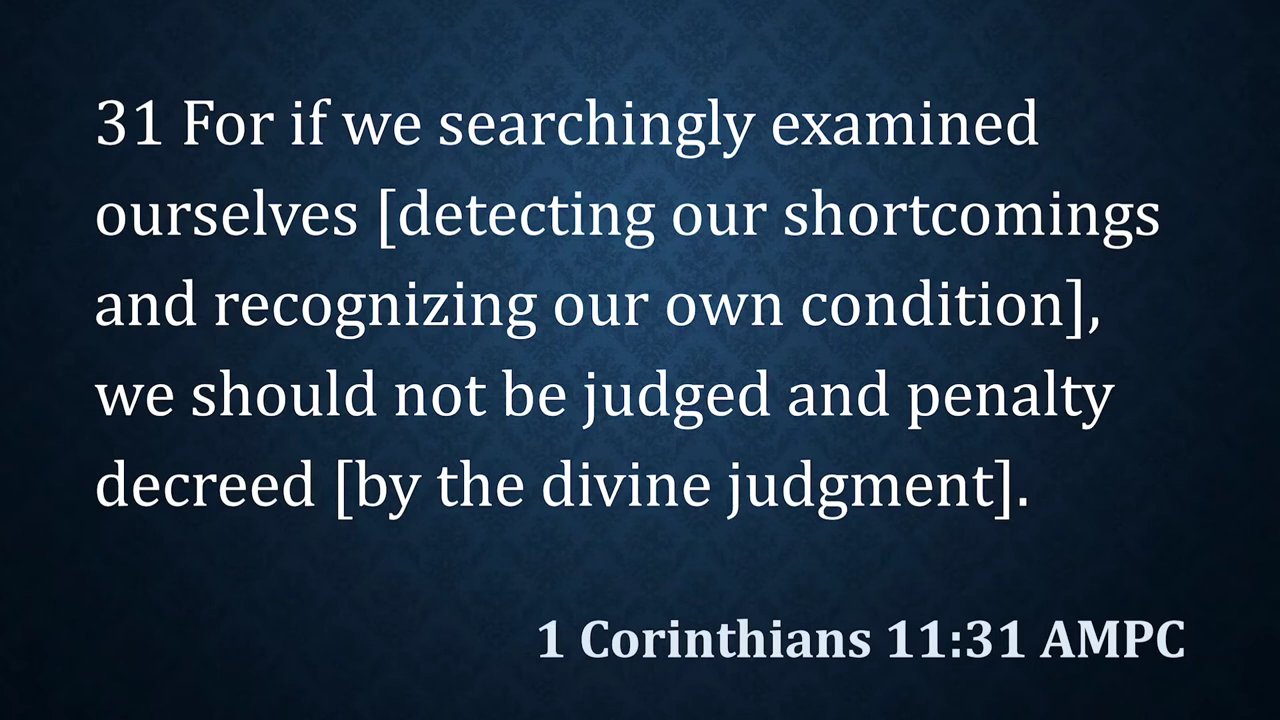 31 For if we searchingly examined
ourselves [detecting our shortcomings
and recognizing our own condition],
we should not be judged and penalty
decreed [by the divine judgment].
1 Corinthians 11:31 AMPC